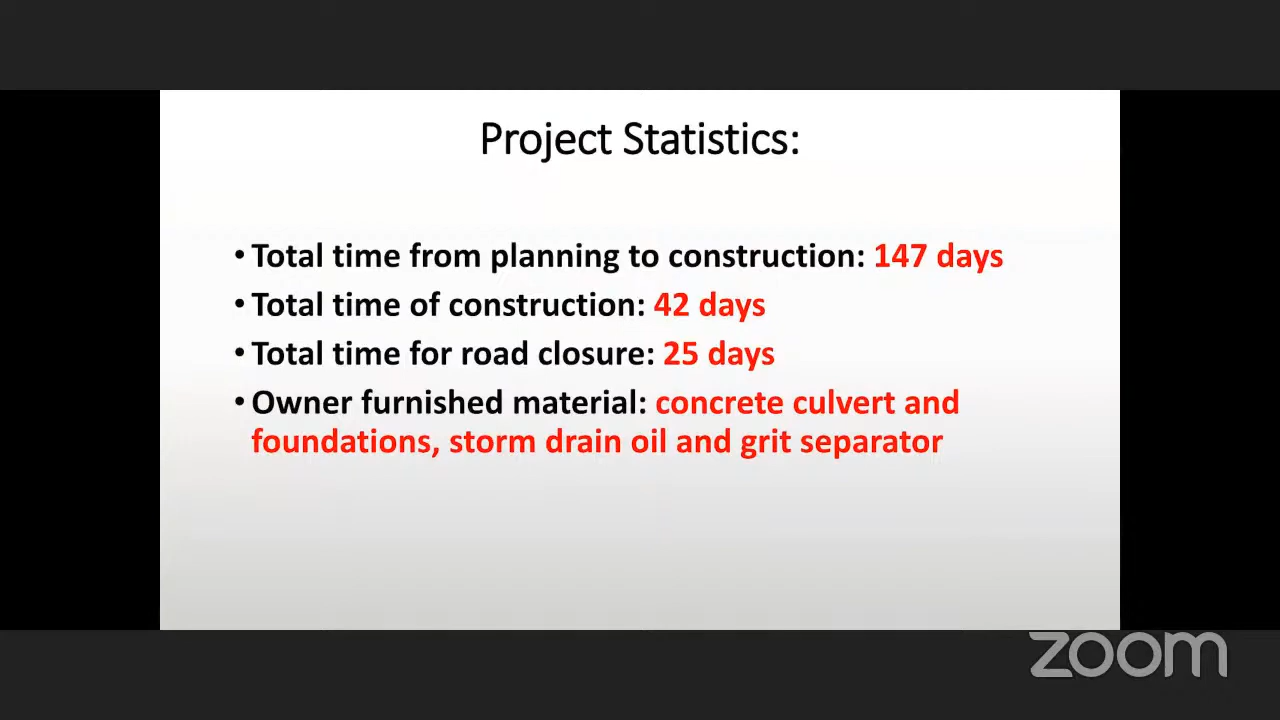 Project Statistics:
• Total time from planning to construction: 147 days
• Total time of construction: 42 days
• Total time for road closure: 25 days
• Owner furnished material: concrete culvert and
foundations, storm drain oil and grit separator
zoom